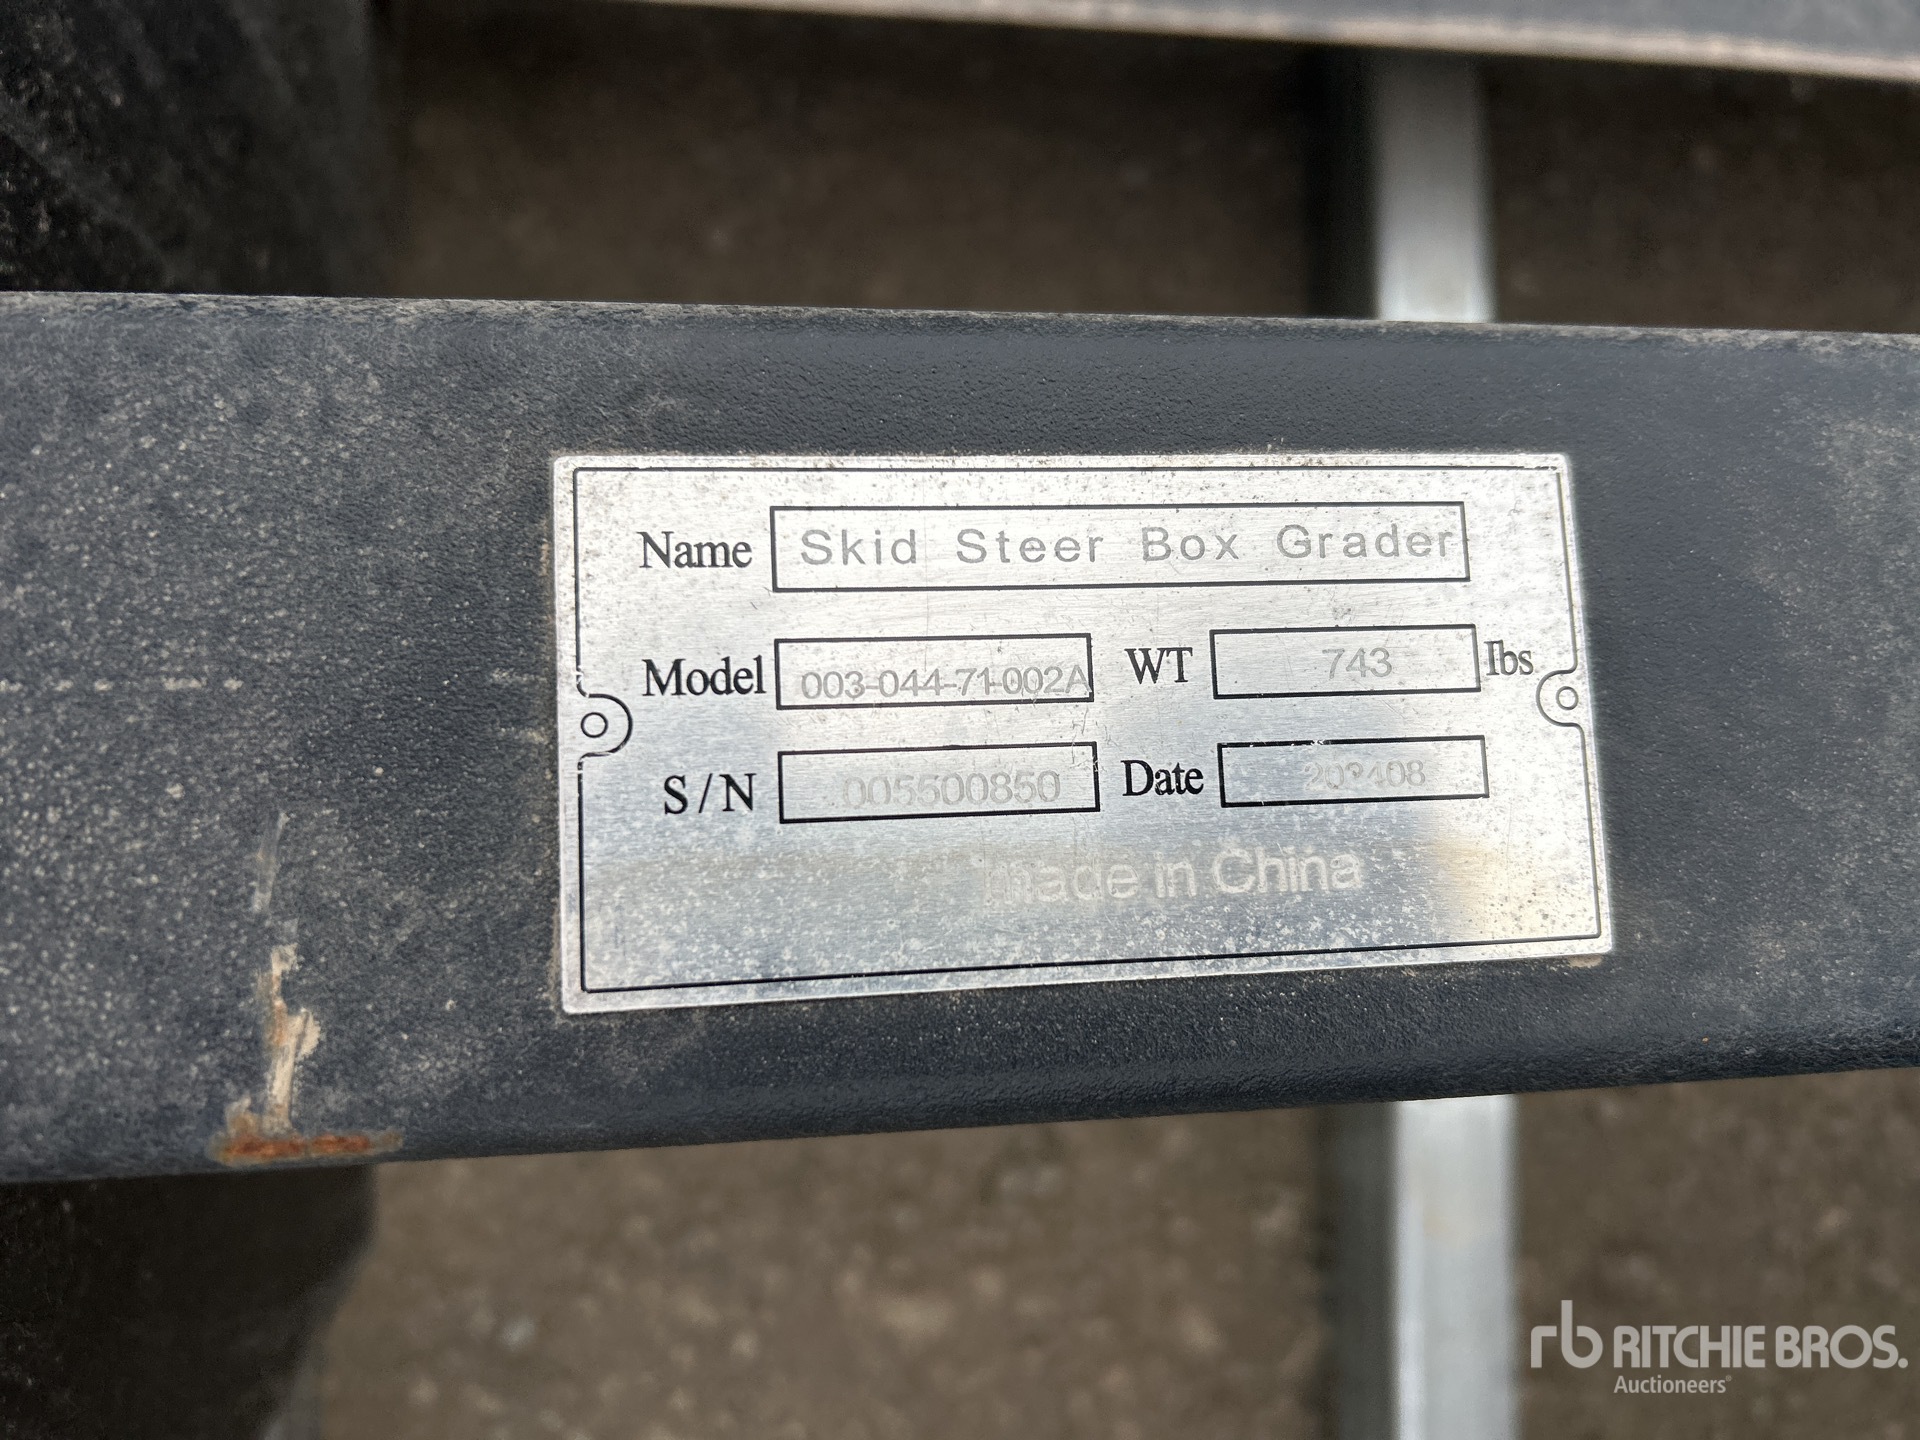 Name Skid Steer Box Grader
Model 003-044-71-002A WT 743 lbs
S/N 005500850 Date
made in China
rb RITCHIE BROS.
Auctioneers